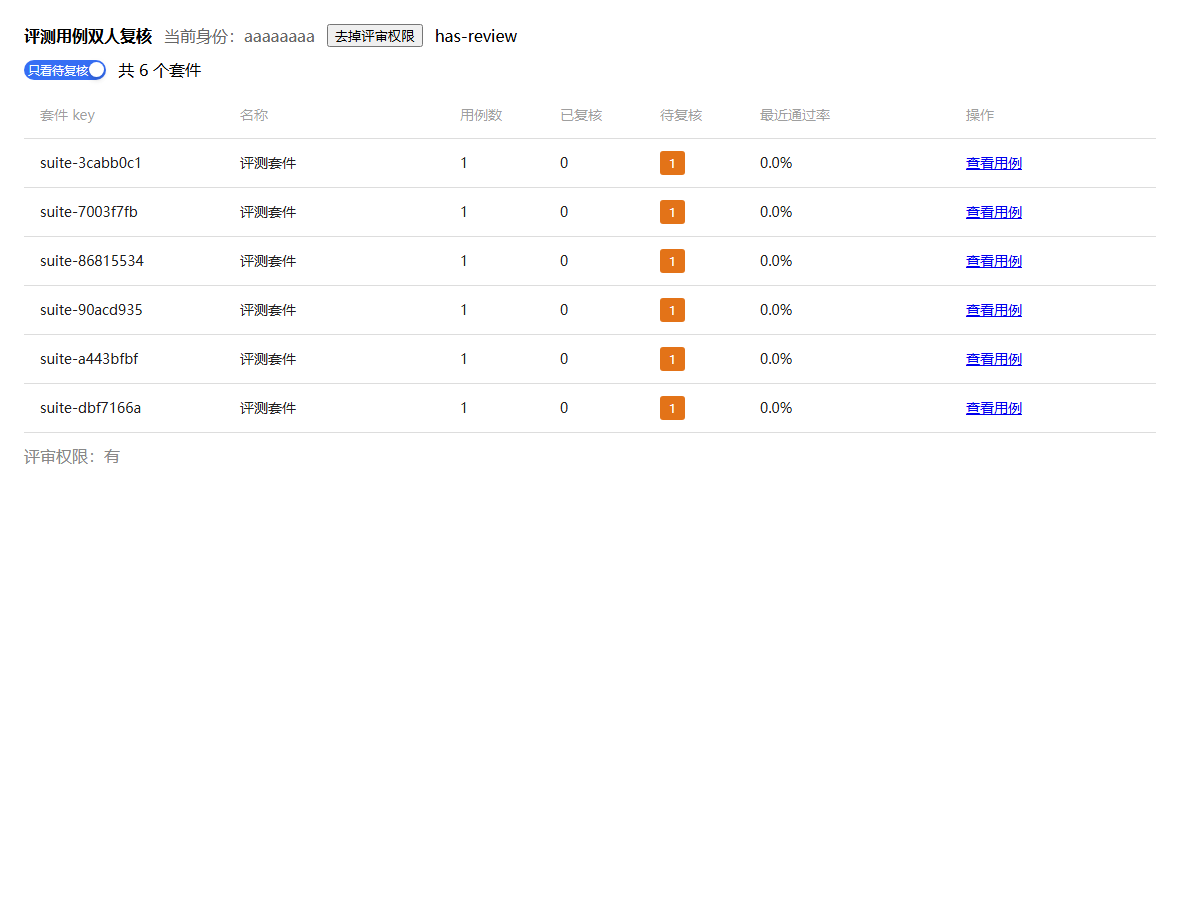 评测用例双人复核 当前身份：aaaaaaaa 去掉评审权限 has-review
只看待复核 共 6 个套件
套件 key 名称 用例数 已复核 待复核 最近通过率 操作
suite-3cabb0c1 评测套件 1 0 1 0.0% 查看用例
suite-7003f7fb 评测套件 1 0 1 0.0% 查看用例
suite-86815534 评测套件 1 0 1 0.0% 查看用例
suite-90acd935 评测套件 1 0 1 0.0% 查看用例
suite-a443bfbf 评测套件 1 0 1 0.0% 查看用例
suite-dbf7166a 评测套件 1 0 1 0.0% 查看用例
评审权限：有